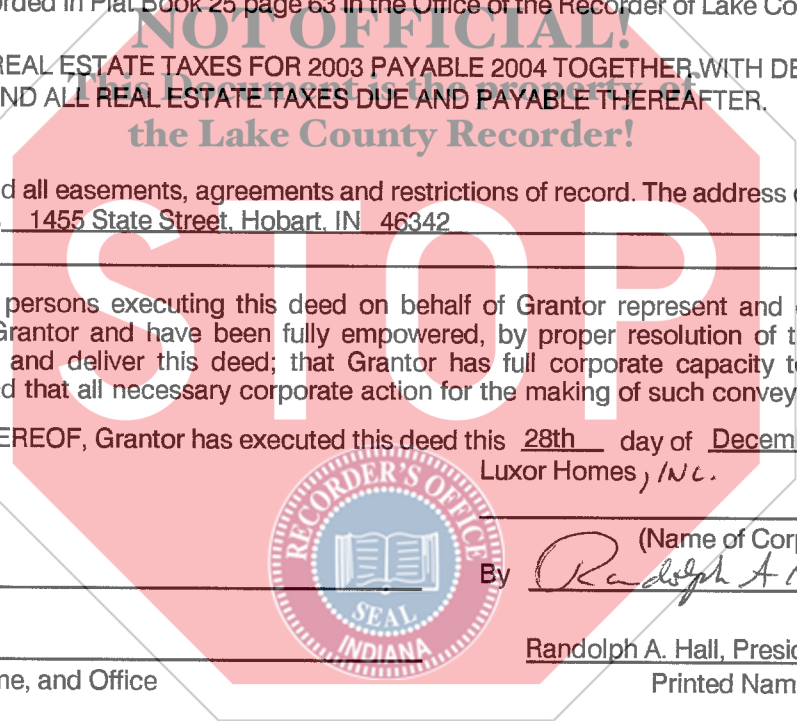 orded in Plat Book 25 page 63 in the Office of the Recorder of Lake Co
NOT OFFICIAL!
REAL ESTATE TAXES FOR 2003 PAYABLE 2004 TOGETHER WITH DE
This Document is the property of
ND ALL REAL ESTATE TAXES DUE AND PAYABLE THEREAFTER.
the Lake County Recorder!
d all easements, agreements and restrictions of record. The address
1455 State Street, Hobart, IN 46342
STOP
persons executing this deed on behalf of Grantor represent and
Grantor and have been fully empowered, by proper resolution of t
and deliver this deed; that Grantor has full corporate capacity t
d that all necessary corporate action for the making of such convey
EREOF, Grantor has executed this deed this 28th day of Decem
Luxor Homes, INC.
RECORDER'S OFFICE
SEAL
INDIANA
(Name of Corp
By Randolph A
Randolph A. Hall, Presid
me, and Office
Printed Nam